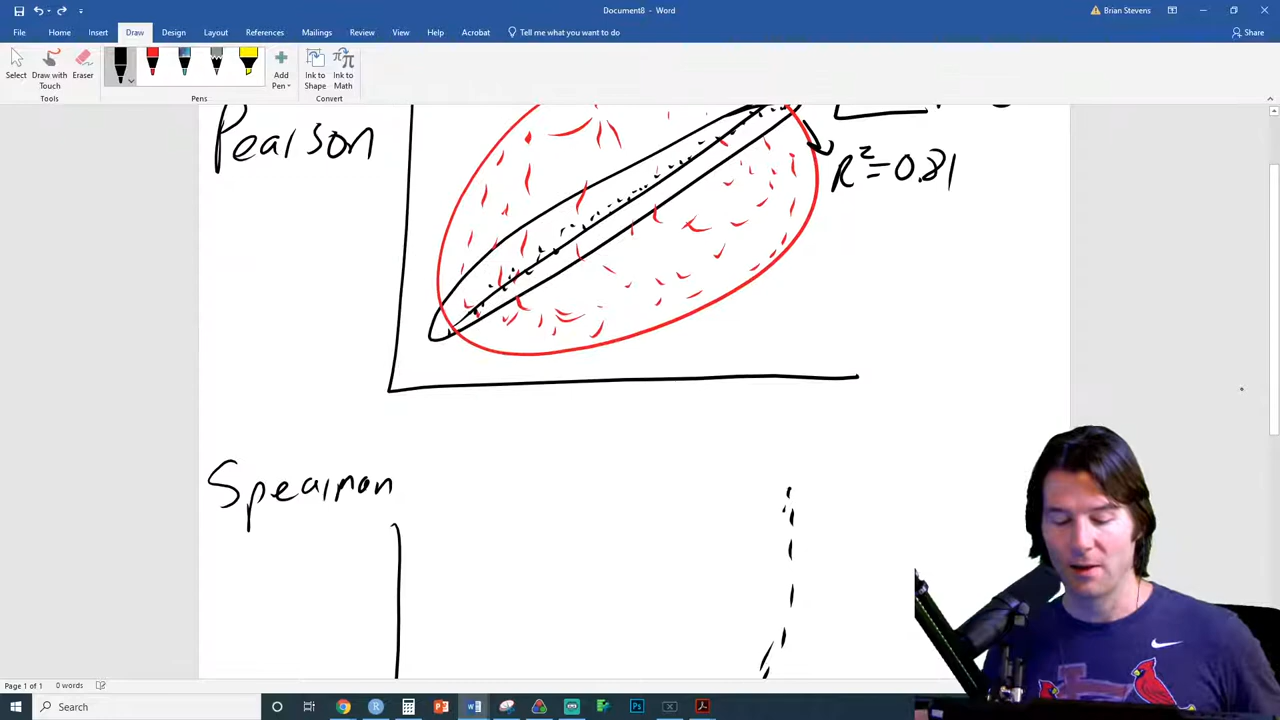 Document8 - Word
Brian Stevens
File Home Insert Draw Design Layout References Mailings Review View Help Acrobat Tell me what you want to do
Share
Select
Draw with Touch
Eraser
Add Pen
Ink to Shape
Ink to Math
Tools
Pens
Convert
Pearson
R²=0.81
Spearman
Page 1 of 1 0 words
Search